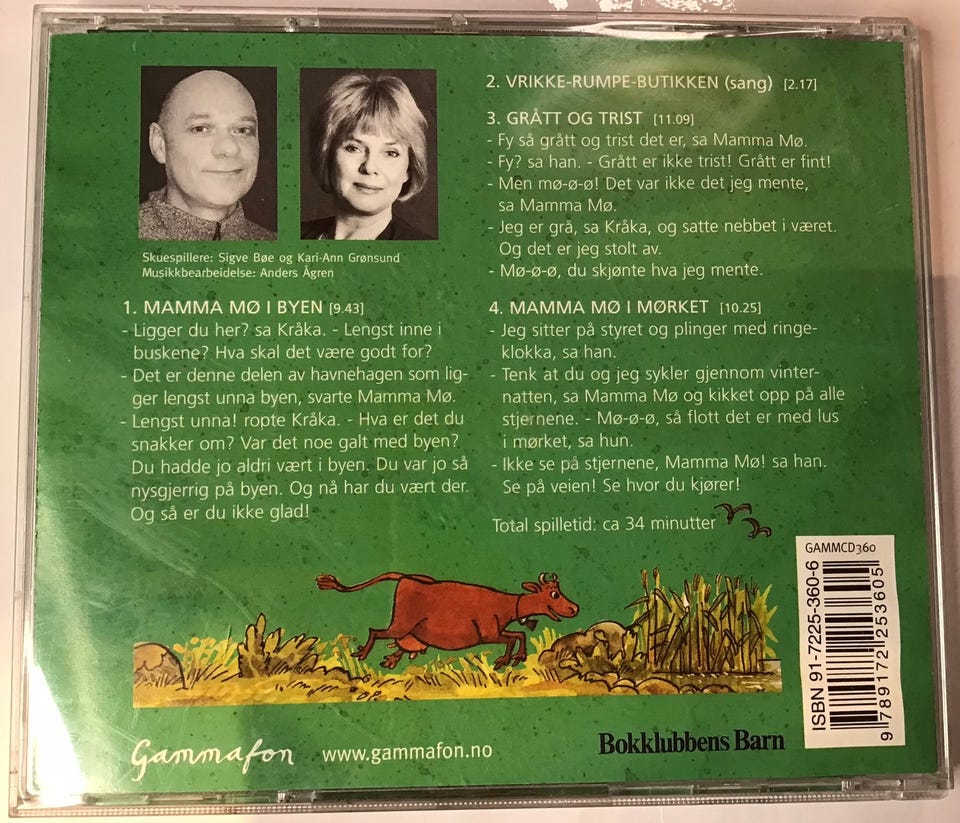 Skuespillere: Sigve Bøe og Kari-Ann Grønsund
Musikkbearbeidelse: Anders Ågren
1. MAMMA MØ I BYEN [9.43]
- Ligger du her? sa Kråka. - Lengst inne i
buskene? Hva skal det være godt for?
- Det er denne delen av havnehagen som lig-
ger lengst unna byen, svarte Mamma Mø.
- Lengst unna! ropte Kråka. - Hva er det du
snakker om? Var det noe galt med byen?
Du hadde jo aldri vært i byen. Du var jo så
nysgjerrig på byen. Og nå har du vært der.
Og så er du ikke glad!
2. VRIKKE-RUMPE-BUTIKKEN (sang) [2.17]
3. GRÅTT OG TRIST [11.09]
- Fy så grått og trist det er, sa Mamma Mø.
- Fy? sa han. - Grått er ikke trist! Grått er fint!
- Men mø-ø-ø! Det var ikke det jeg mente,
sa Mamma Mø.
- Jeg er grå, sa Kråka, og satte nebbet i været.
Og det er jeg stolt av.
- Mø-ø-ø, du skjønte hva jeg mente.
4. MAMMA MØ I MØRKET [10.25]
- Jeg sitter på styret og plinger med ringe-
klokka, sa han.
- Tenk at du og jeg sykler gjennom vinter-
natten, sa Mamma Mø og kikket opp på alle
stjernene. - Mø-ø-ø, så flott det er med lus
i mørket, sa hun.
- Ikke se på stjernene, Mamma Mø! sa han.
Se på veien! Se hvor du kjører!
Total spilletid: ca 34 minutter
GAMMCD360
ISBN 91-7225-360-6
9 789172 253605
Gammafon
www.gammafon.no
Bokklubbens Barn